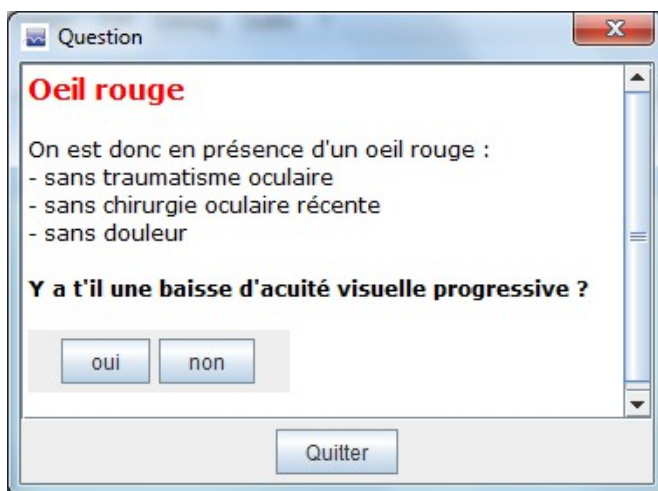 Question
Oeil rouge
On est donc en présence d'un oeil rouge :
- sans traumatisme oculaire
- sans chirurgie oculaire récente
- sans douleur
Y a t'il une baisse d'acuité visuelle progressive ?
oui non
Quitter